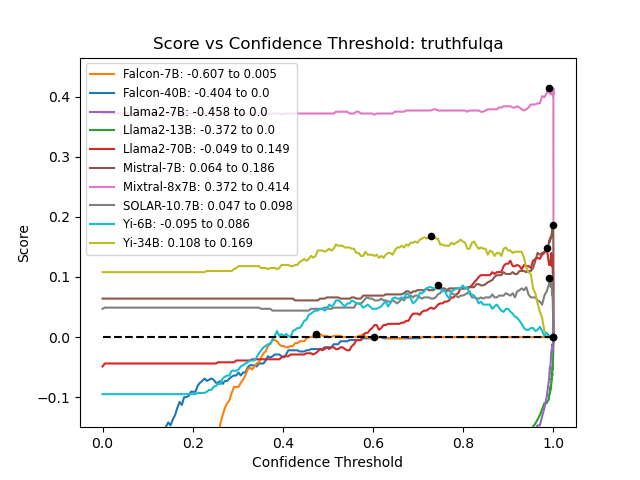 Score vs Confidence Threshold: truthfulqa
Falcon-7B: -0.607 to 0.005
Falcon-40B: -0.404 to 0.0
Llama2-7B: -0.458 to 0.0
Llama2-13B: -0.372 to 0.0
Llama2-70B: -0.049 to 0.149
Mistral-7B: 0.064 to 0.186
Mixtral-8x7B: 0.372 to 0.414
SOLAR-10.7B: 0.047 to 0.098
Yi-6B: -0.095 to 0.086
Yi-34B: 0.108 to 0.169
Score
0.4
0.3
0.2
0.1
0.0
−0.1
0.0 0.2 0.4 0.6 0.8 1.0
Confidence Threshold